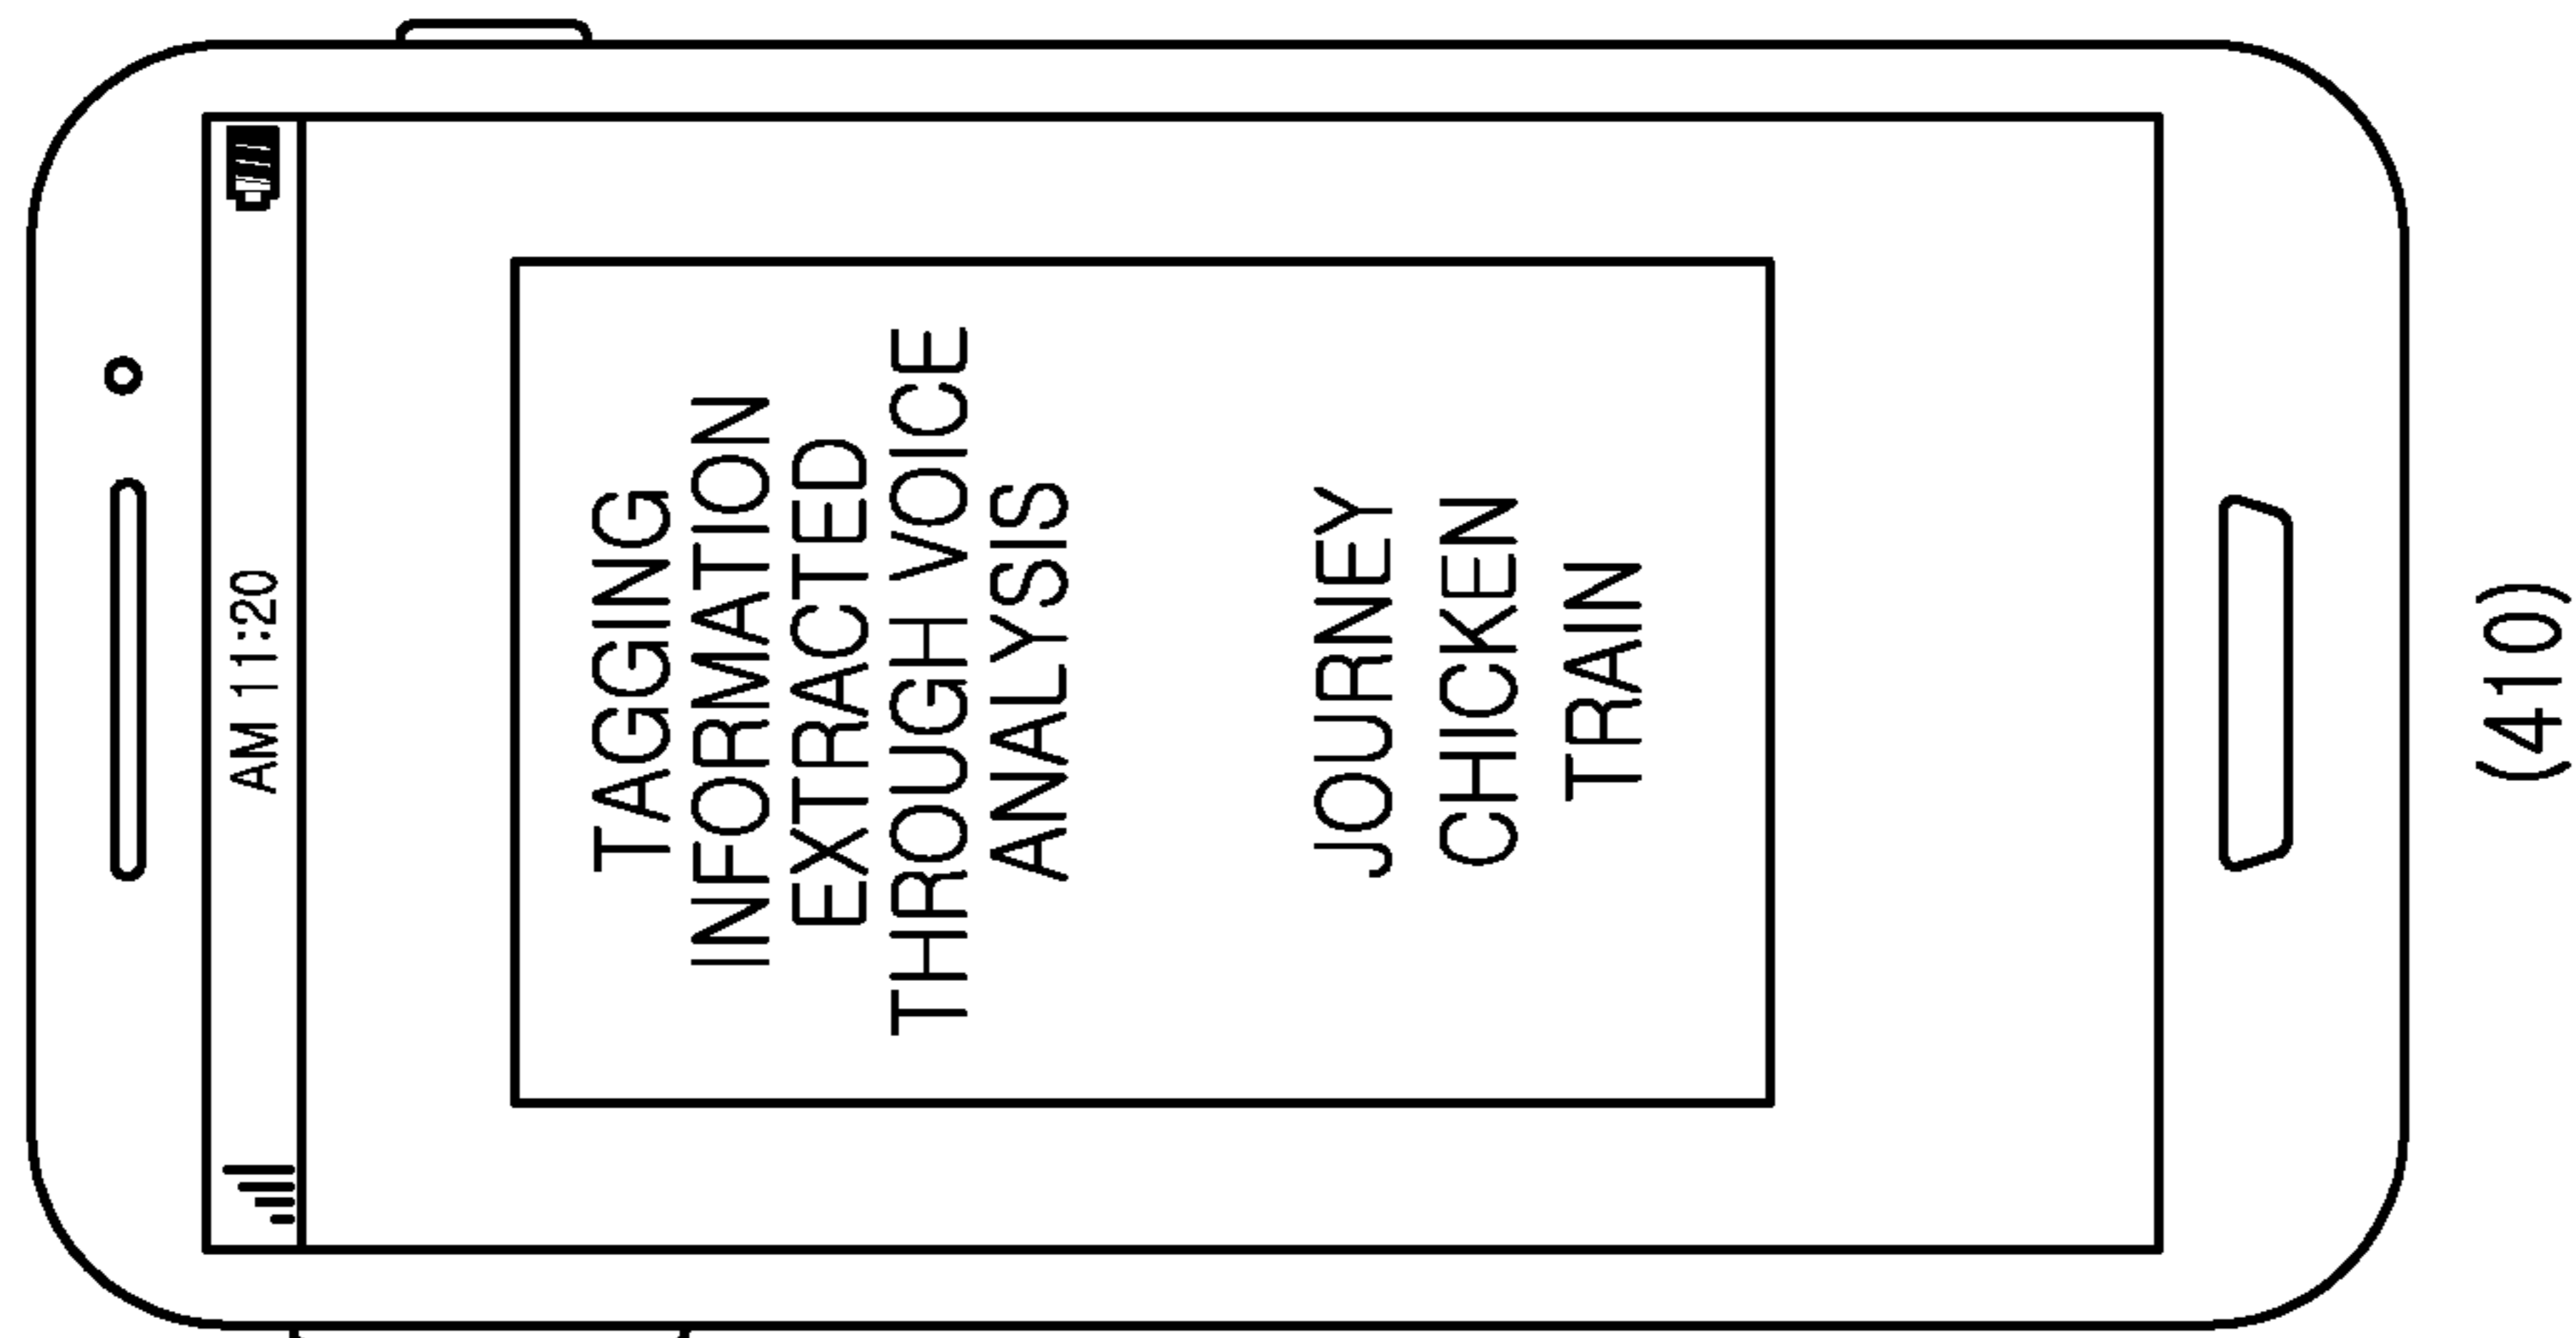 AM 11:20
TAGGING
INFORMATION
EXTRACTED
THROUGH VOICE
ANALYSIS
JOURNEY
CHICKEN
TRAIN
(410)